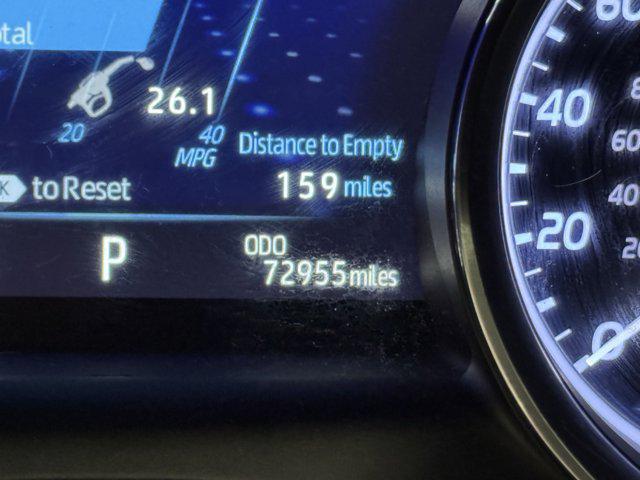 otal
26.1
20
40
MPG
Distance to Empty
159 miles
K to Reset
P
ODO
72955 miles
60
40
20
0
60
40
20